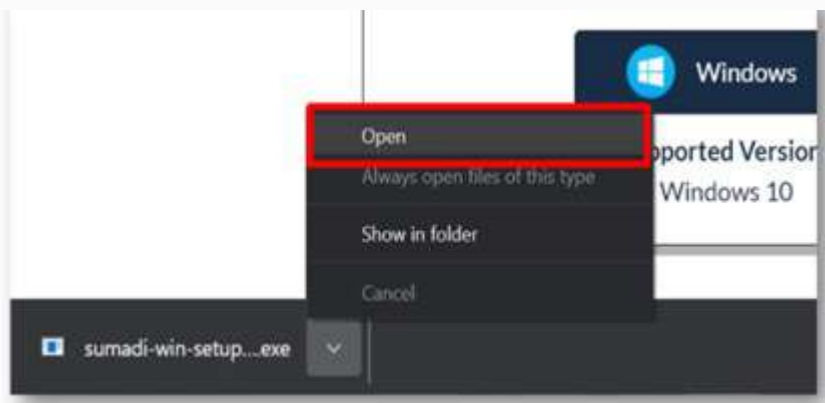 Windows
Open
pported Version
Always open files of this type
Windows 10
Show in folder
Cancel
sumadi-win-setup....exe